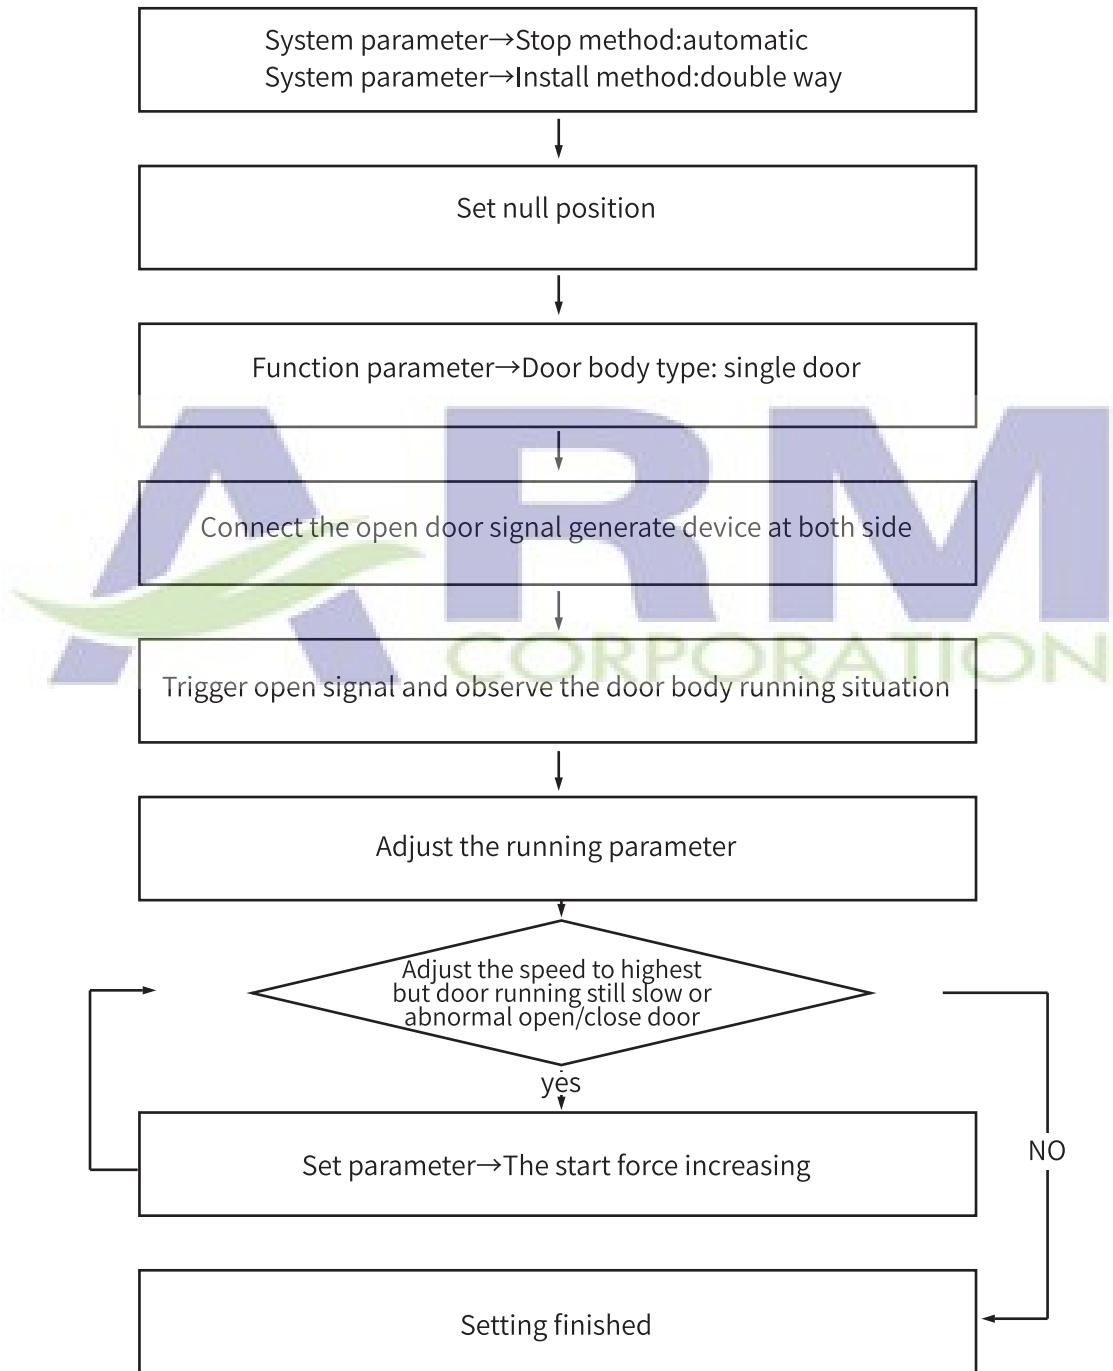 System parameter→Stop method:automatic
System parameter→Install method:double way
Set null position
Function parameter→Door body type: single door
ARM
Connect the open door signal generate device at both side
CORPORATION
Trigger open signal and observe the door body running situation
Adjust the running parameter
Adjust the speed to highest
but door running still slow or
abnormal open/close door
yes
NO
Set parameter→The start force increasing
Setting finished